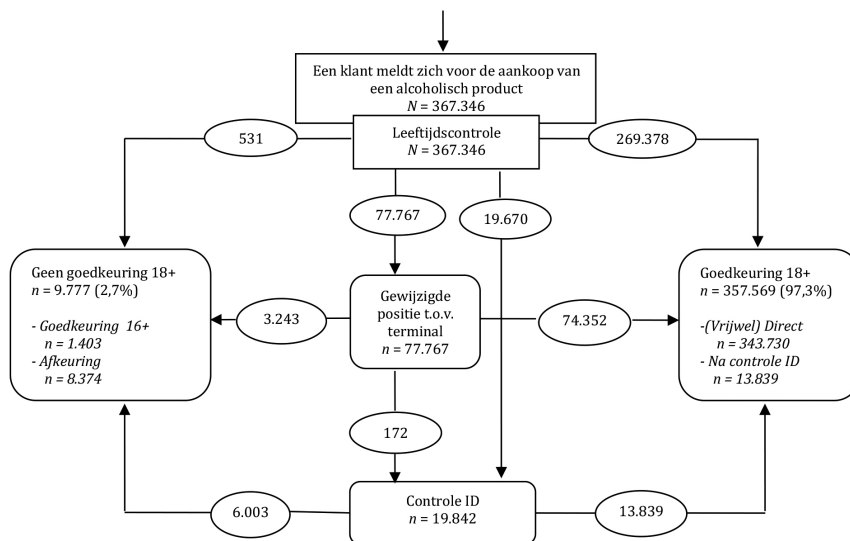 Een klant meldt zich voor de aankoop van
een alcoholisch product
N = 367.346
Leeftijdscontrole
N = 367.346
531
269.378
77.767
19.670
Geen goedkeuring 18+
n = 9.777 (2,7%)
- Goedkeuring 16+
n = 1.403
- Afkeuring
n = 8.374
3.243
Gewijzigde
positie t.o.v.
terminal
n = 77.767
74.352
Goedkeuring 18+
n = 357.569 (97,3%)
-(Vrijwel) Direct
n = 343.730
- Na controle ID
n = 13.839
172
6.003
Controle ID
n = 19.842
13.839